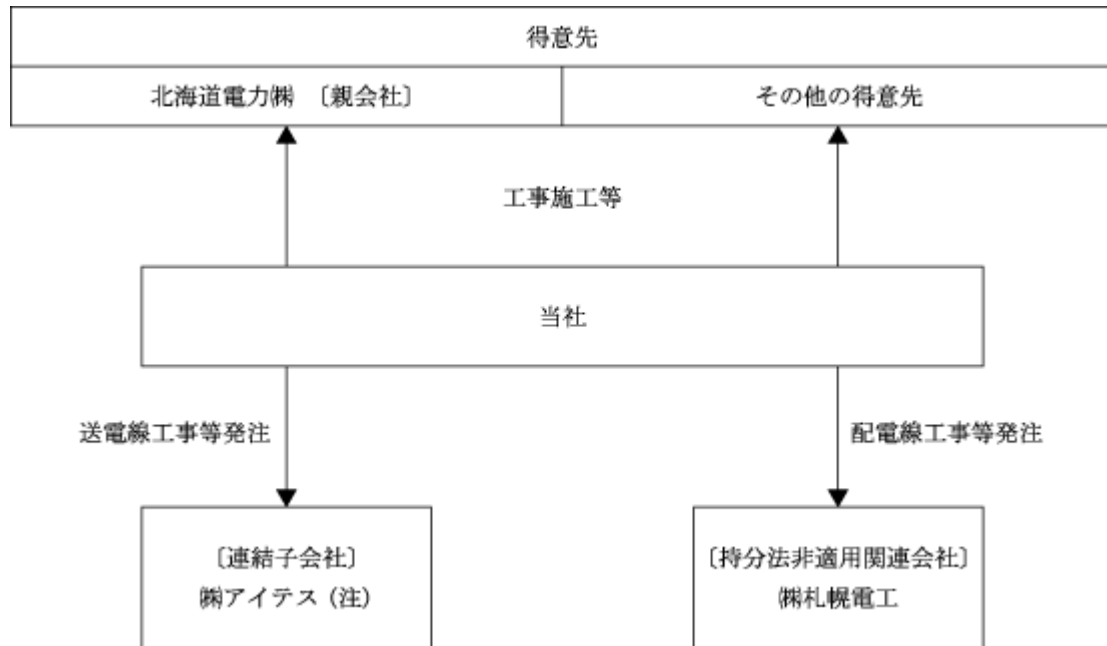 得意先
北海道電力㈱ 〔親会社〕
その他の得意先
工事施工等
当社
送電線工事等発注
配電線工事等発注
〔連結子会社〕
㈱アイテス（注）
〔持分法非適用関連会社〕
㈱札幌電工